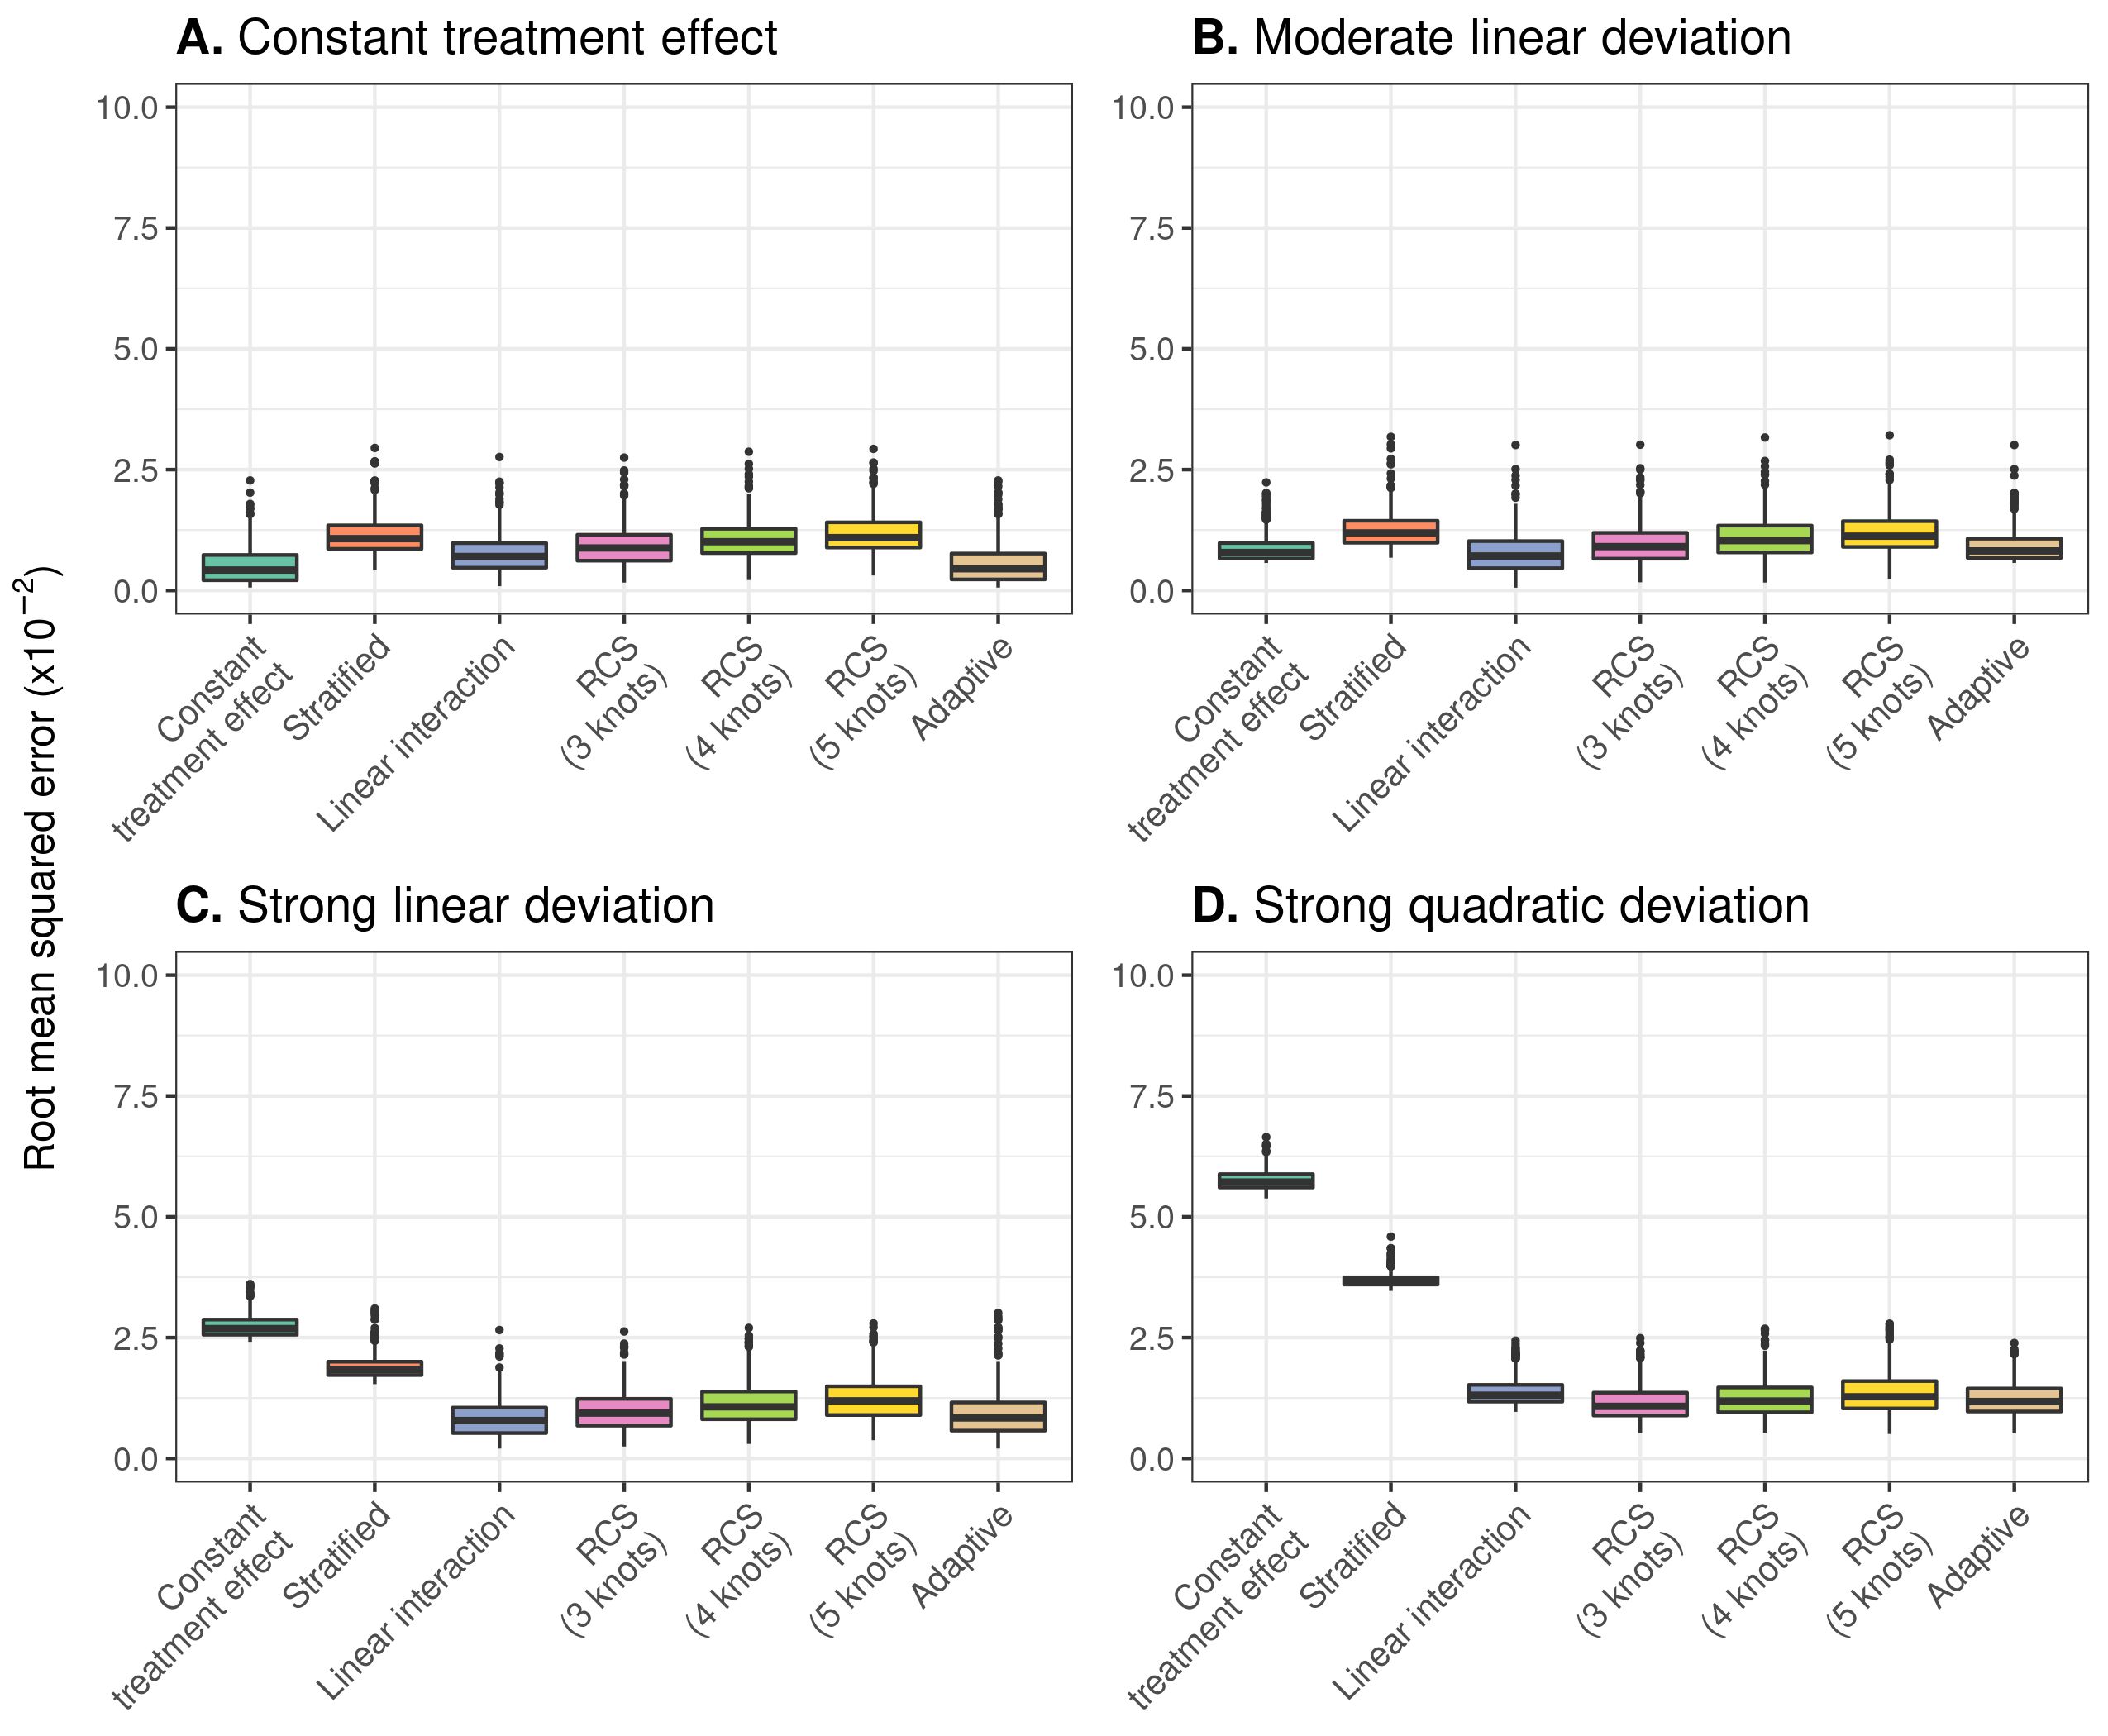 A. Constant treatment effect
10.0
7.5
5.0
2.5
0.0
Constant
treatment effect
Stratified
Linear interaction
RCS
(3 knots)
RCS
(4 knots)
RCS
(5 knots)
Adaptive
B. Moderate linear deviation
10.0
7.5
5.0
2.5
0.0
Constant
treatment effect
Stratified
Linear interaction
RCS
(3 knots)
RCS
(4 knots)
RCS
(5 knots)
Adaptive
Root mean squared error (x10⁻²)
C. Strong linear deviation
10.0
7.5
5.0
2.5
0.0
Constant
treatment effect
Stratified
Linear interaction
RCS
(3 knots)
RCS
(4 knots)
RCS
(5 knots)
Adaptive
D. Strong quadratic deviation
10.0
7.5
5.0
2.5
0.0
Constant
treatment effect
Stratified
Linear interaction
RCS
(3 knots)
RCS
(4 knots)
RCS
(5 knots)
Adaptive